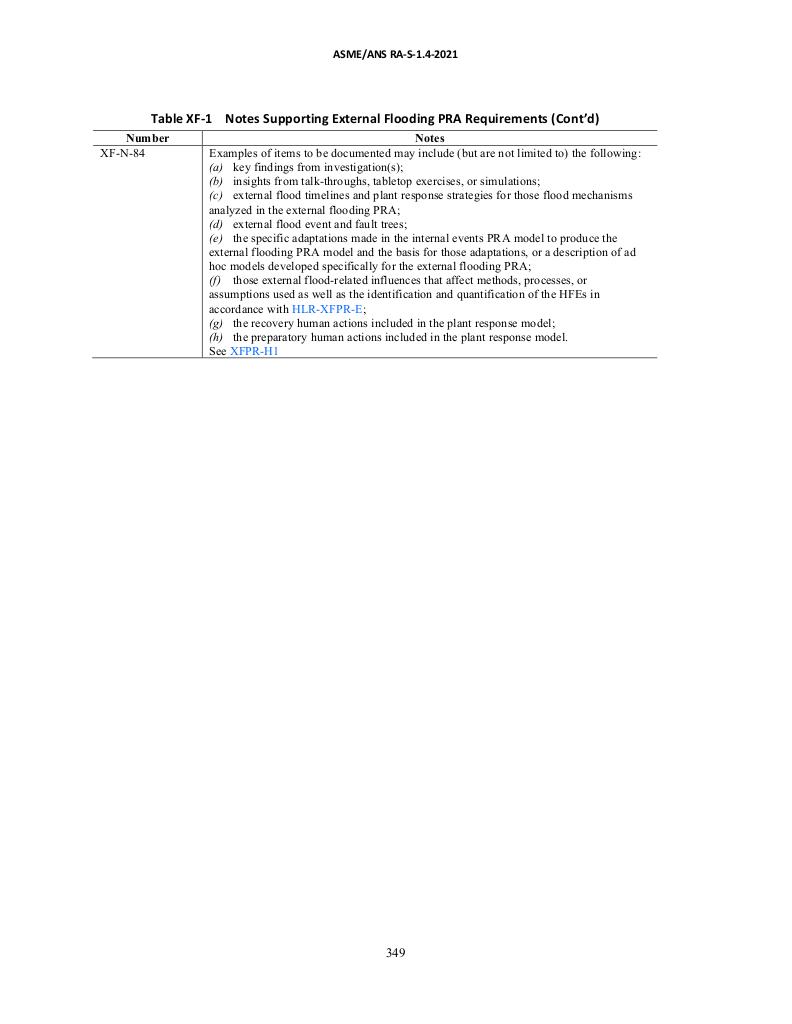 ASME/ANS RA-S-1.4-2021
Table XF-1 Notes Supporting External Flooding PRA Requirements (Cont'd)
Number Notes
XF-N-84 Examples of items to be documented may include (but are not limited to) the following:
(a) key findings from investigation(s);
(b) insights from talk-throughs, tabletop exercises, or simulations;
(c) external flood timelines and plant response strategies for those flood mechanisms
analyzed in the external flooding PRA;
(d) external flood event and fault trees;
(e) the specific adaptations made in the internal events PRA model to produce the
external flooding PRA model and the basis for those adaptations, or a description of ad
hoc models developed specifically for the external flooding PRA;
(f) those external flood-related influences that affect methods, processes, or
assumptions used as well as the identification and quantification of the HFEs in
accordance with HLR-XFPR-E;
(g) the recovery human actions included in the plant response model;
(h) the preparatory human actions included in the plant response model.
See XFPR-H1
349